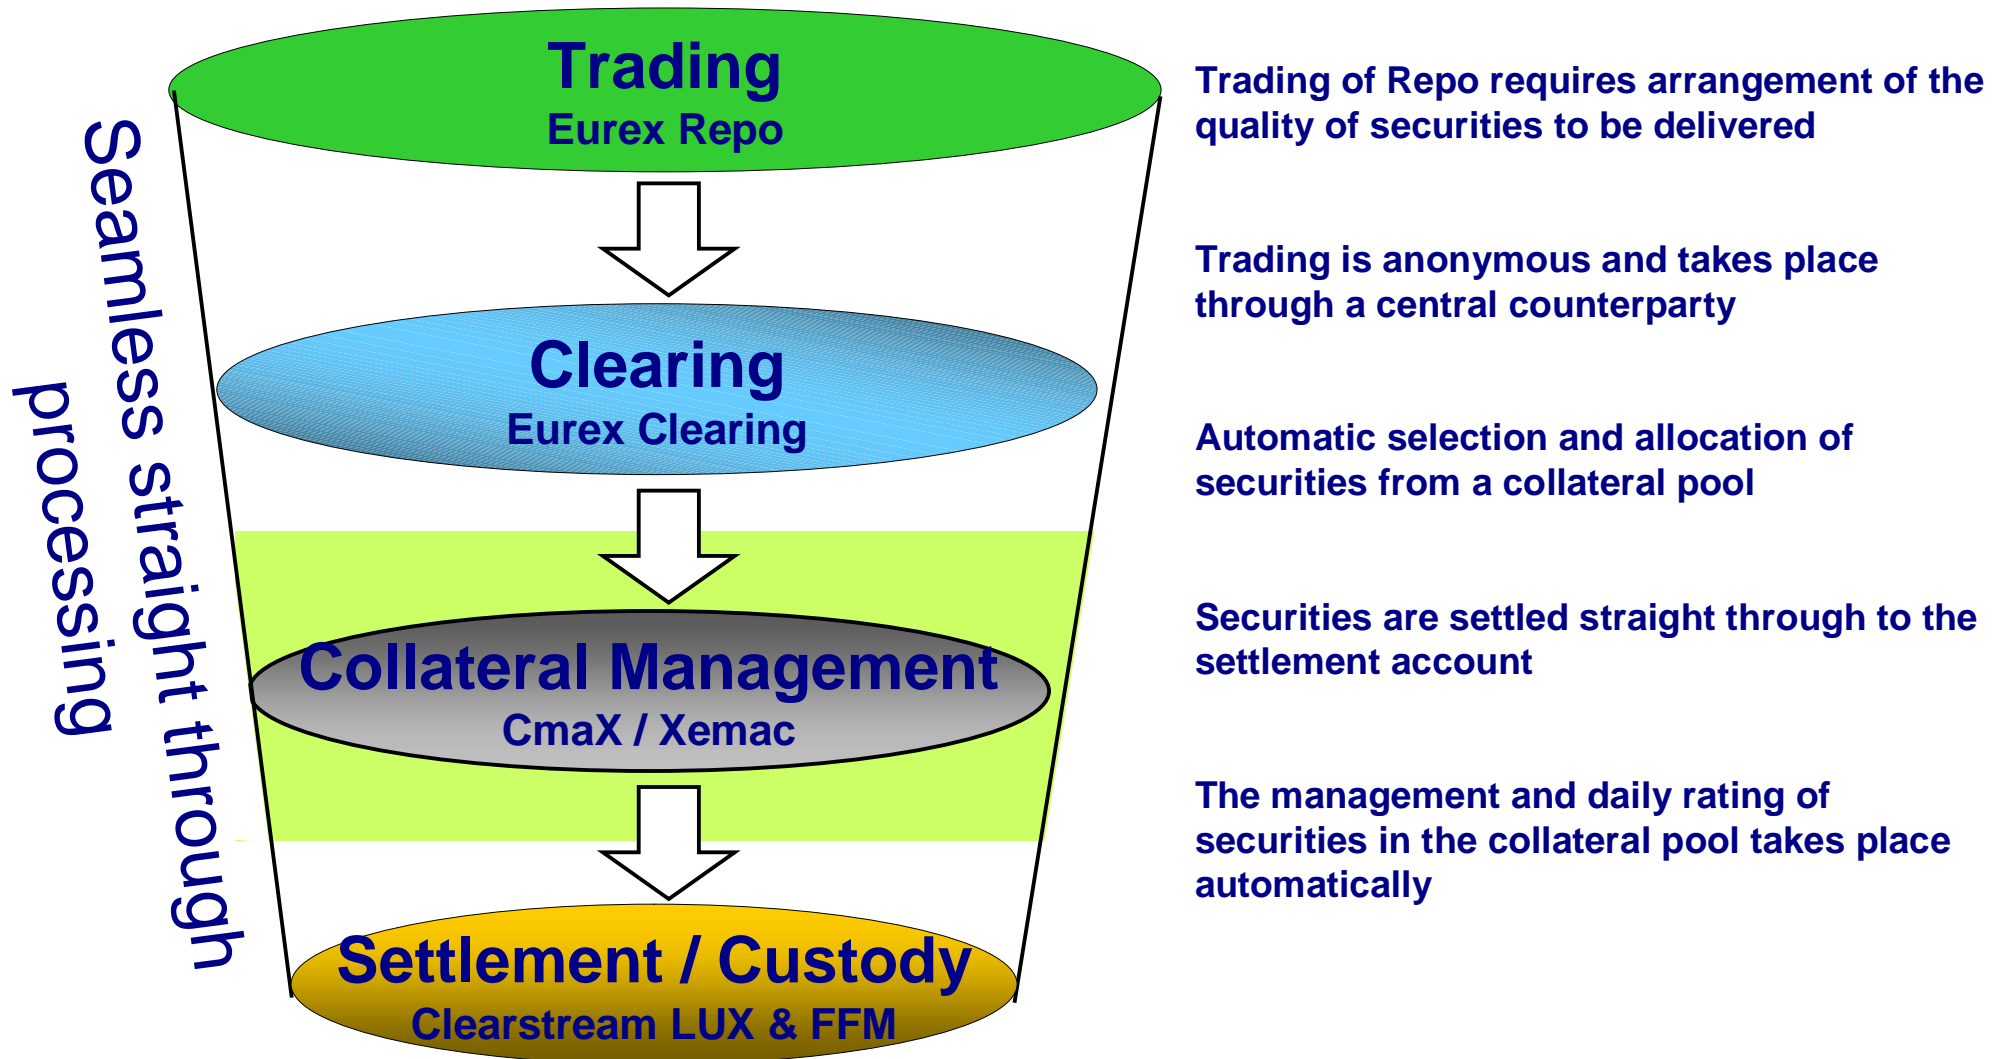 Seamless straight through
processing
Trading
Eurex Repo
Clearing
Eurex Clearing
Collateral Management
CmaX / Xemac
Settlement / Custody
Clearstream LUX & FFM
Trading of Repo requires arrangement of the
quality of securities to be delivered
Trading is anonymous and takes place
through a central counterparty
Automatic selection and allocation of
securities from a collateral pool
Securities are settled straight through to the
settlement account
The management and daily rating of
securities in the collateral pool takes place
automatically